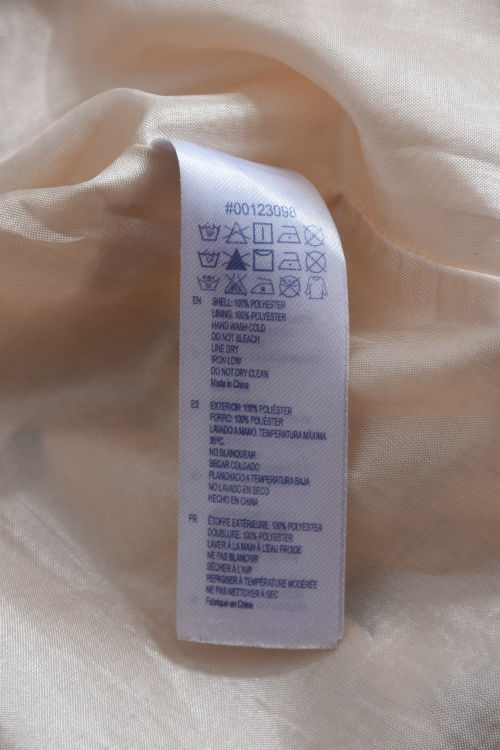 #00123098
EN SHELL: 100% POLYESTER
LINING: 100% POLYESTER
HAND WASH COLD
DO NOT BLEACH
LINE DRY
IRON LOW
DO NOT DRY CLEAN
Made in China
ES EXTERIOR: 100% POLIÉSTER
FORRO: 100% POLIÉSTER
LAVADO A MANO. TEMPERATURA MÁXIMA
30ºC.
NO BLANQUEAR
SECAR COLGADO
PLANCHADO A TEMPERATURA BAJA
NO LAVADO EN SECO
HECHO EN CHINA
FR ÉTOFFE EXTÉRIEURE: 100% POLYESTER
DOUBLURE: 100% POLYESTER
LAVER À LA MAIN À L'EAU FROIDE
NE PAS BLANCHIR
SÉCHER À L'AIR
REPASSER À TEMPÉRATURE MODÉRÉE
NE PAS NETTOYER À SEC
Fabriqué en Chine